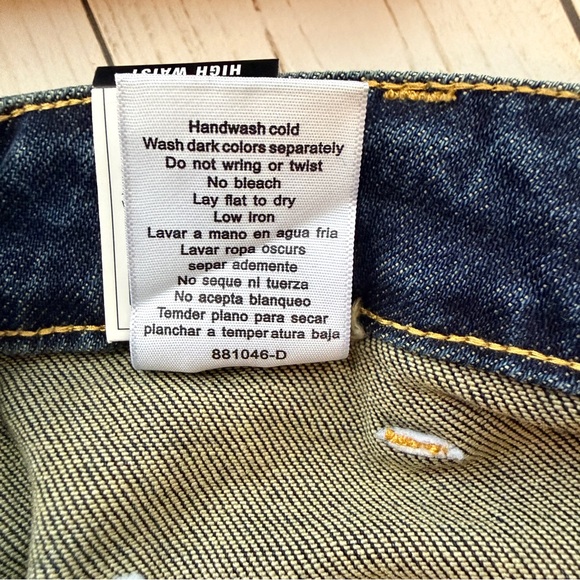 HIGH WAIST
Handwash cold
Wash dark colors separately
Do not wring or twist
No bleach
Lay flat to dry
Low iron
Lavar a mano en agua fria
Lavar ropa oscurs
separ ademente
No seque ni tuerza
No acepta blanqueo
Temder plano para secar
planchar a temperatura baja
881046-D